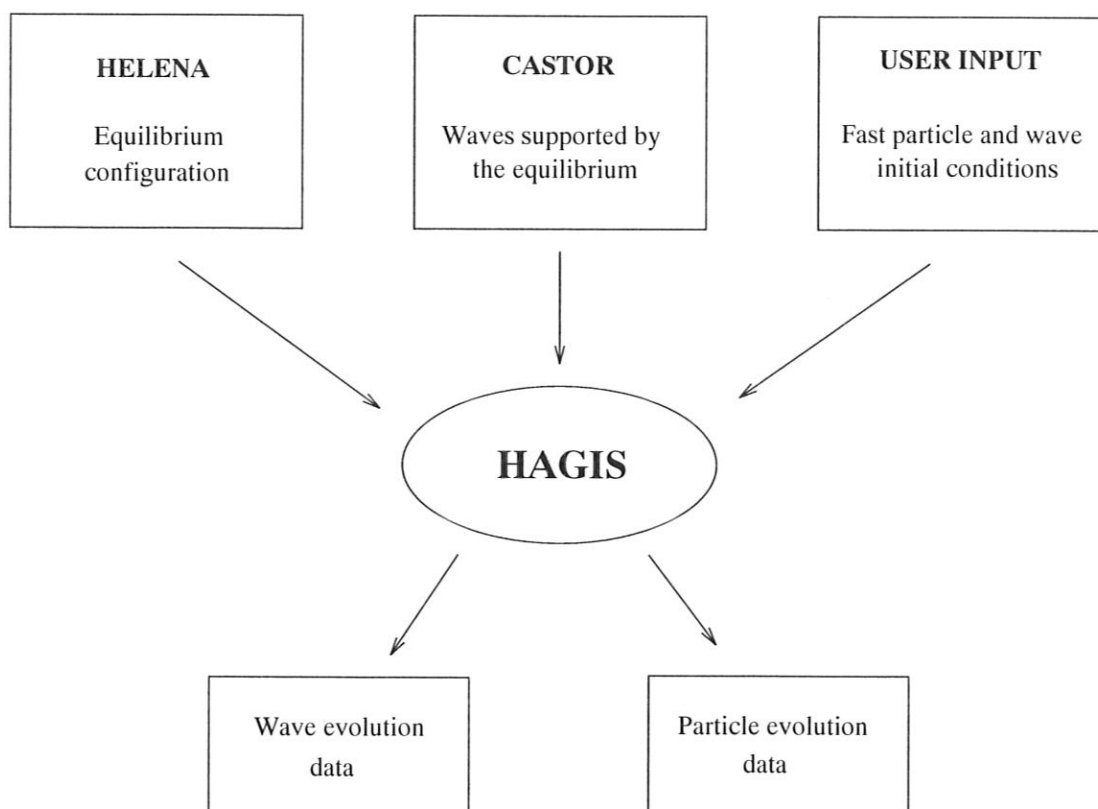 HELENA
Equilibrium
configuration
CASTOR
Waves supported by
the equilibrium
USER INPUT
Fast particle and wave
initial conditions
HAGIS
Wave evolution
data
Particle evolution
data